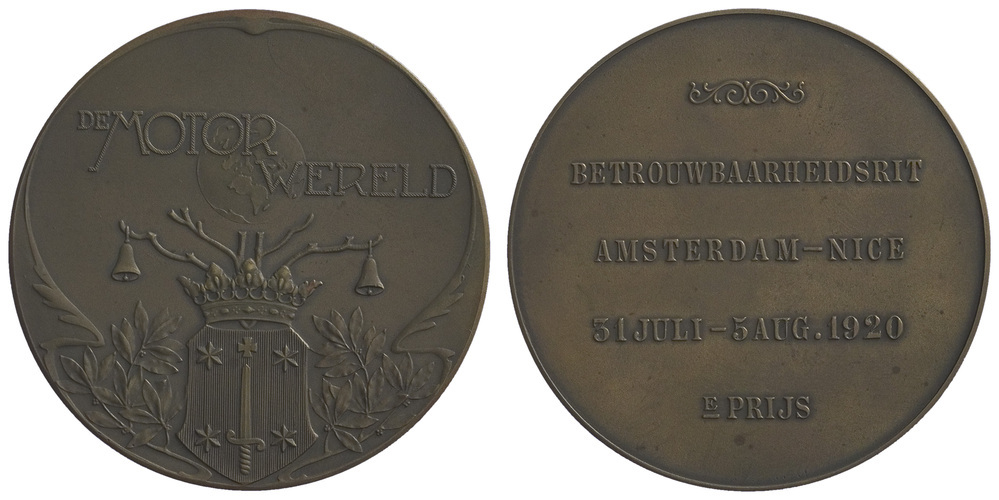 DE MOTOR
WERELD
BETROUWBAARHEIDSRIT
AMSTERDAM–NICE
31 JULI – 5 AUG. 1920
E PRIJS